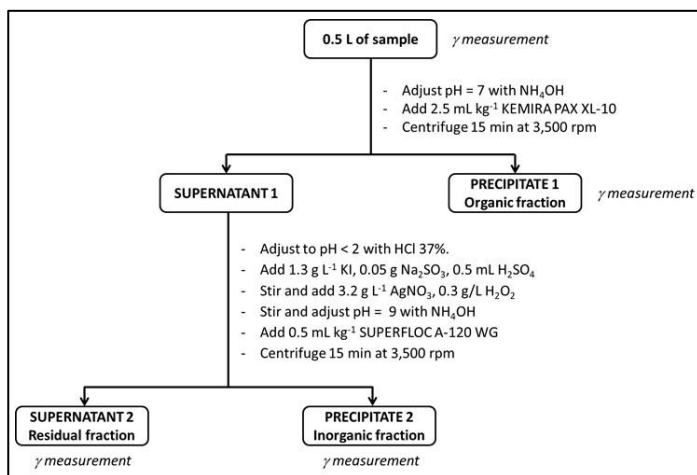 0.5 L of sample
γ measurement
- Adjust pH = 7 with NH₄OH
- Add 2.5 mL kg⁻¹ KEMIRA PAX XL-10
- Centrifuge 15 min at 3,500 rpm
SUPERNATANT 1
PRECIPITATE 1
Organic fraction
γ measurement
- Adjust to pH < 2 with HCl 37%.
- Add 1.3 g L⁻¹ KI, 0.05 g Na₂SO₃, 0.5 mL H₂SO₄
- Stir and add 3.2 g L⁻¹ AgNO₃, 0.3 g/L H₂O₂
- Stir and adjust pH = 9 with NH₄OH
- Add 0.5 mL kg⁻¹ SUPERFLOC A-120 WG
- Centrifuge 15 min at 3,500 rpm
SUPERNATANT 2
Residual fraction
γ measurement
PRECIPITATE 2
Inorganic fraction
γ measurement